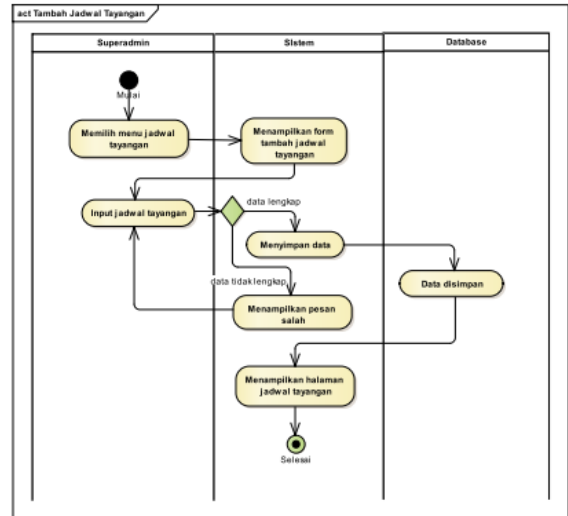 act Tambah Jadwal Tayangan
Superadmin
SIstem
Database
Mulai
Memilih menu jadwal
tayangan
Menampilkan form
tambah jadwal
tayangan
Input jadwal tayangan
data lengkap
Menyimpan data
Data disimpan
data tidak lengkap
Menampilkan pesan
salah
Menampilkan halaman
jadwal tayangan
Selesai